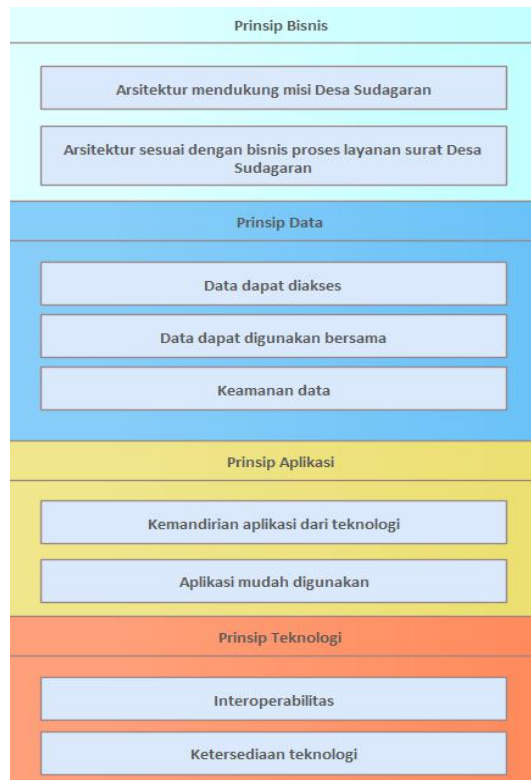 Prinsip Bisnis
Arsitektur mendukung misi Desa Sudagaran
Arsitektur sesuai dengan bisnis proses layanan surat Desa
Sudagaran
Prinsip Data
Data dapat diakses
Data dapat digunakan bersama
Keamanan data
Prinsip Aplikasi
Kemandirian aplikasi dari teknologi
Aplikasi mudah digunakan
Prinsip Teknologi
Interoperabilitas
Ketersediaan teknologi